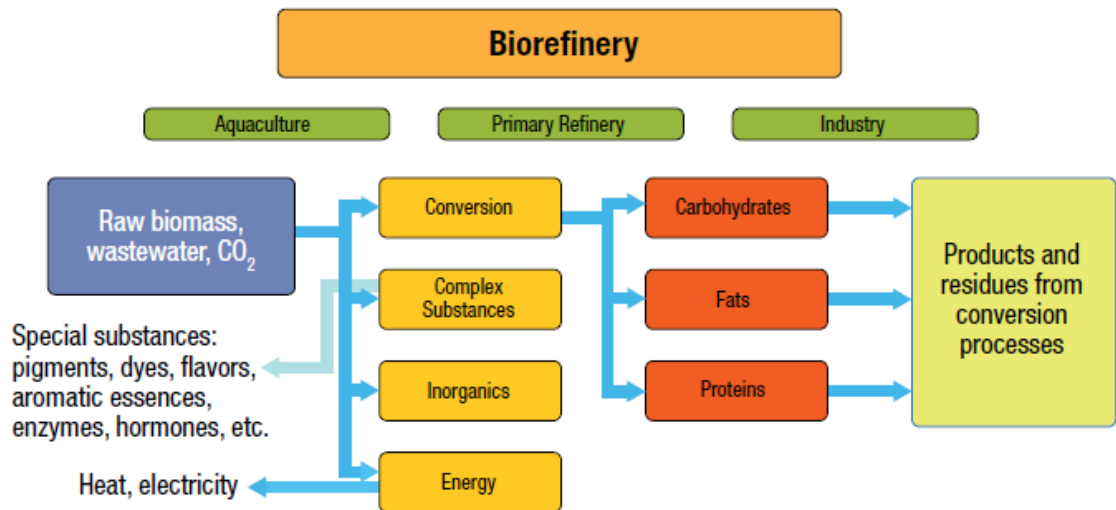 Biorefinery
Aquaculture
Primary Refinery
Industry
Raw biomass,
wastewater, CO₂
Conversion
Complex
Substances
Inorganics
Energy
Carbohydrates
Fats
Proteins
Products and
residues from
conversion
processes
Special substances:
pigments, dyes, flavors,
aromatic essences,
enzymes, hormones, etc.
Heat, electricity